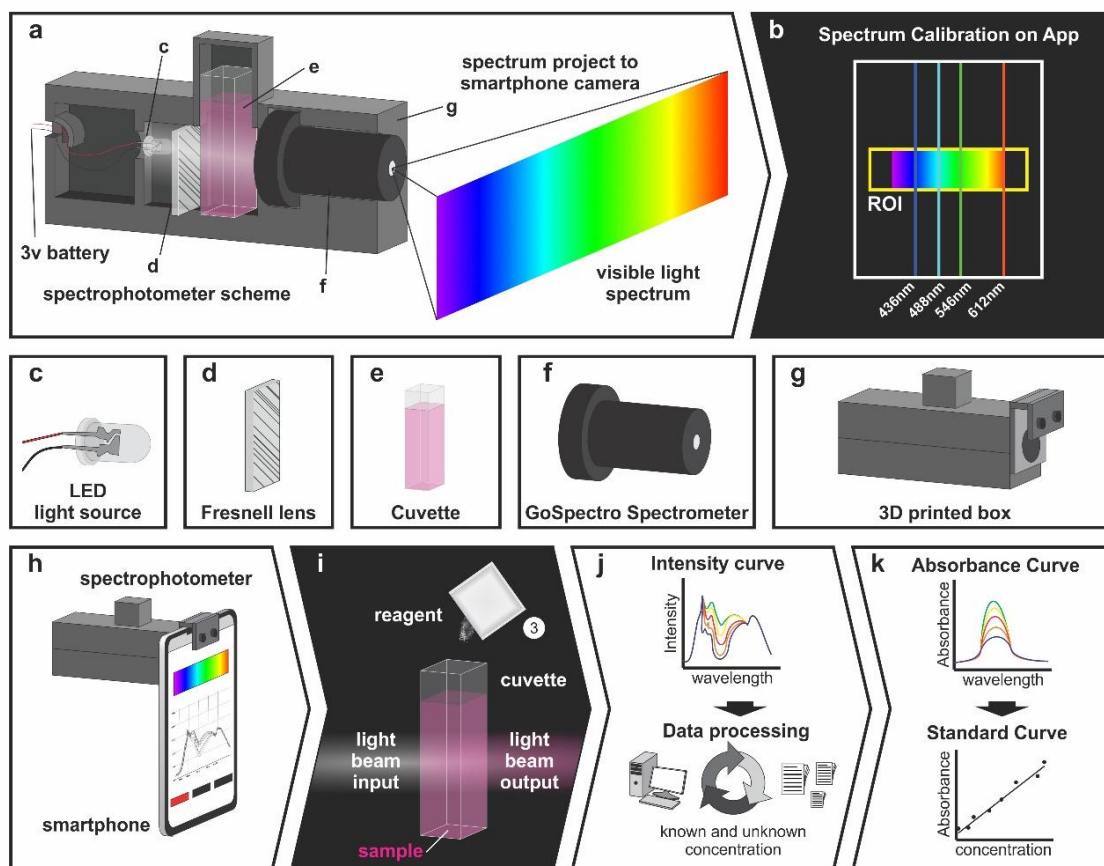 a
c
e
spectrum project to
smartphone camera
g
3v battery
d
f
spectrophotometer scheme
visible light
spectrum
b
Spectrum Calibration on App
ROI
436nm
488nm
546nm
612nm
c
LED
light source
d
Fresnell lens
e
Cuvette
f
GoSpectro Spectrometer
g
3D printed box
h
spectrophotometer
smartphone
i
reagent
3
cuvette
light
beam
input
light
beam
output
sample
j
Intensity curve
Intensity
wavelength
Data processing
known and unknown
concentration
k
Absorbance Curve
Absorbance
wavelength
Standard Curve
Absorbance
concentration